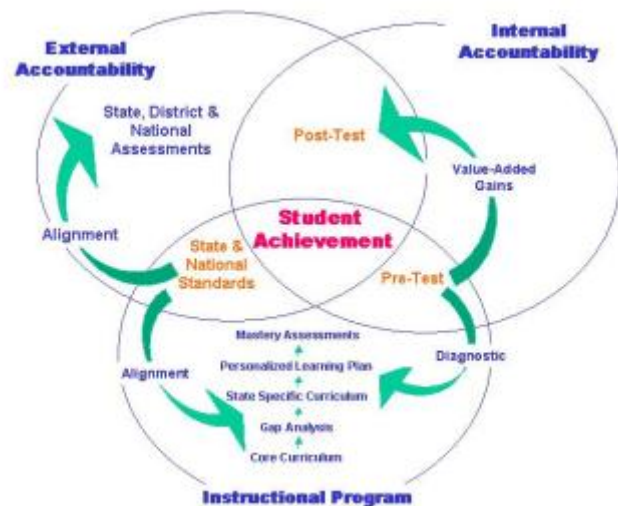 External
Accountability
Internal
Accountability
State, District &
National
Assessments
Post-Test
Value-Added
Gains
Student
Achievement
Alignment
State &
National
Standards
Pre-Test
Mastery Assessments
Diagnostic
Personalized Learning Plan
Alignment
State Specific Curriculum
Gap Analysis
Core Curriculum
Instructional Program